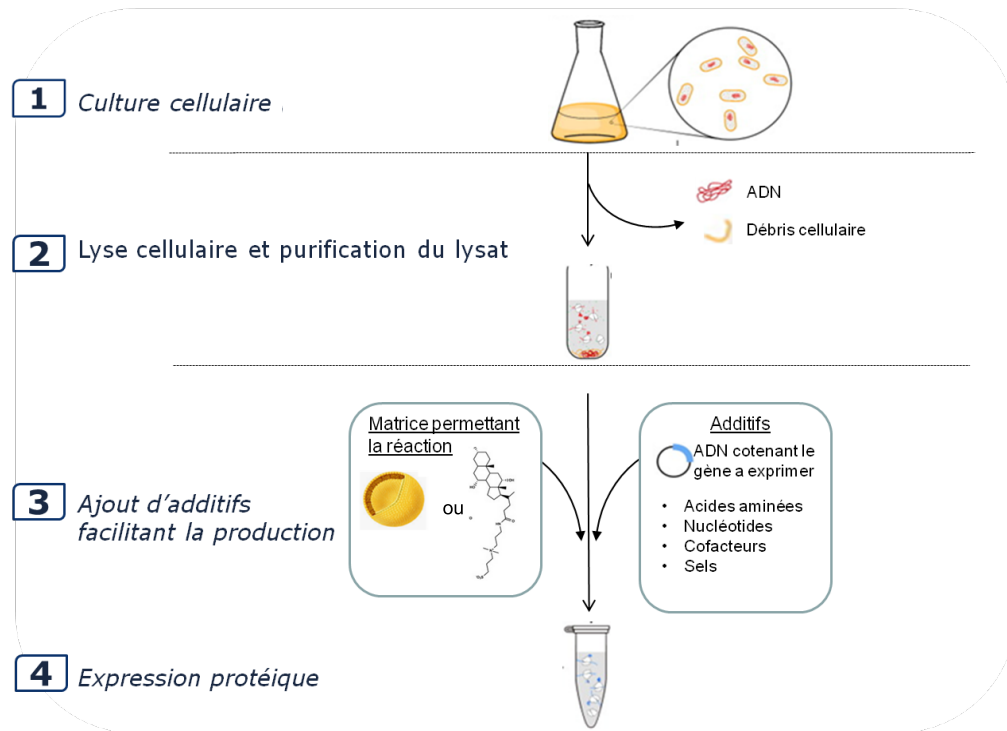 1 Culture cellulaire
ADN
Débris cellulaire
2 Lyse cellulaire et purification du lysat
Matrice permettant
la réaction
ou
Additifs
ADN cotenant le
gène a exprimer
• Acides aminées
• Nucléotides
• Cofacteurs
• Sels
3 Ajout d’additifs
facilitant la production
4 Expression protéique